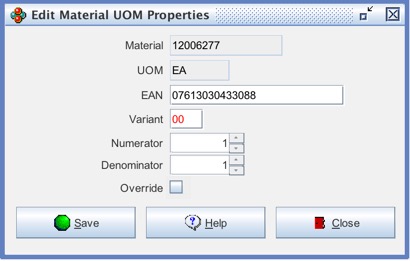 Edit Material UOM Properties
Material 12006277
UOM EA
EAN 07613030433088
Variant 00
Numerator 1
Denominator 1
Override
Save Help Close